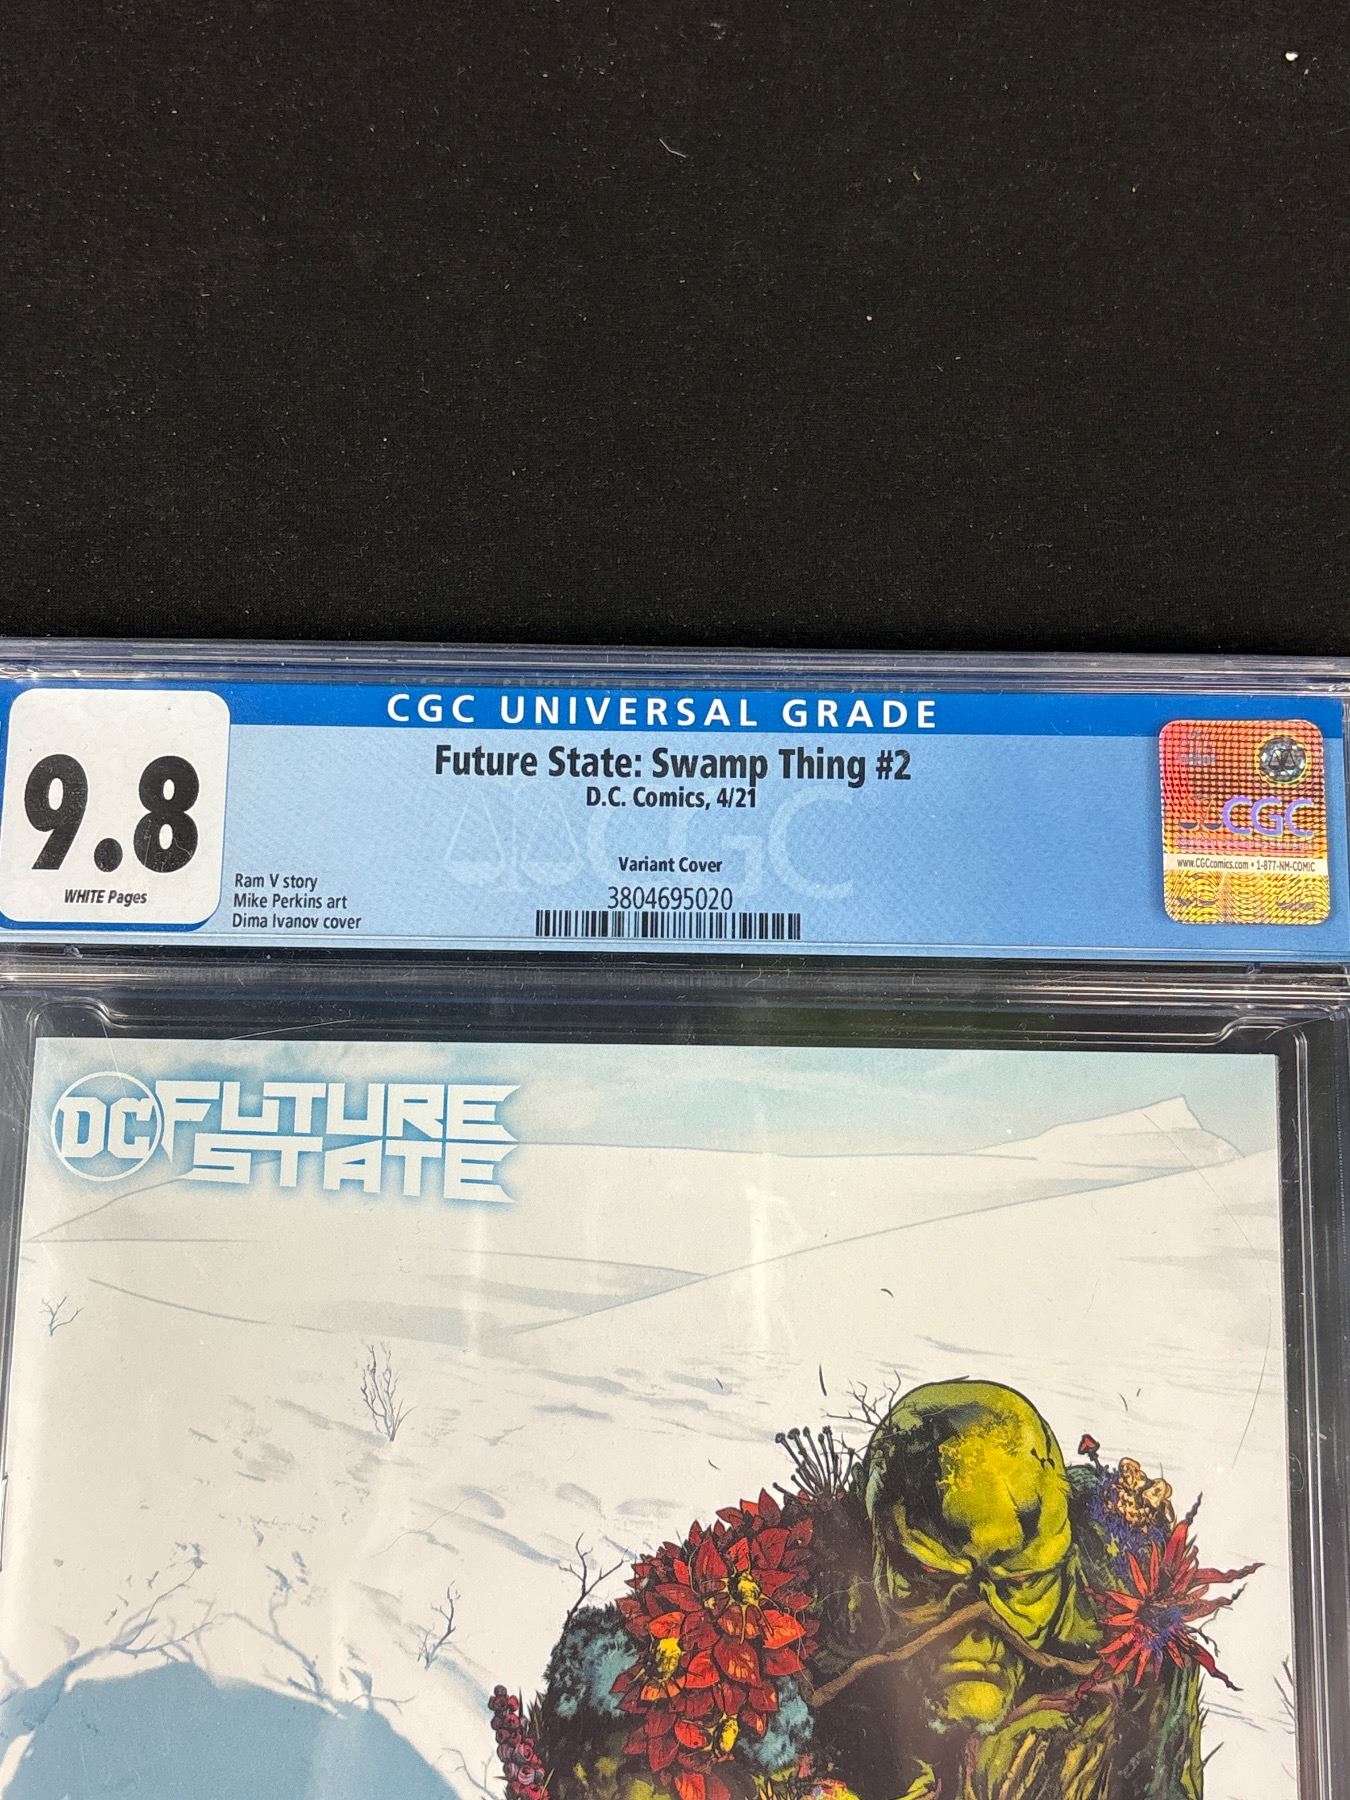 CGC UNIVERSAL GRADE
9.8
WHITE Pages
Future State: Swamp Thing #2
D.C. Comics, 4/21
Variant Cover
3804695020
Ram V story
Mike Perkins art
Dima Ivanov cover
CGC
CGC
www.CGCcomics.com • 1-877-NM-COMIC
DC FUTURE
STATE